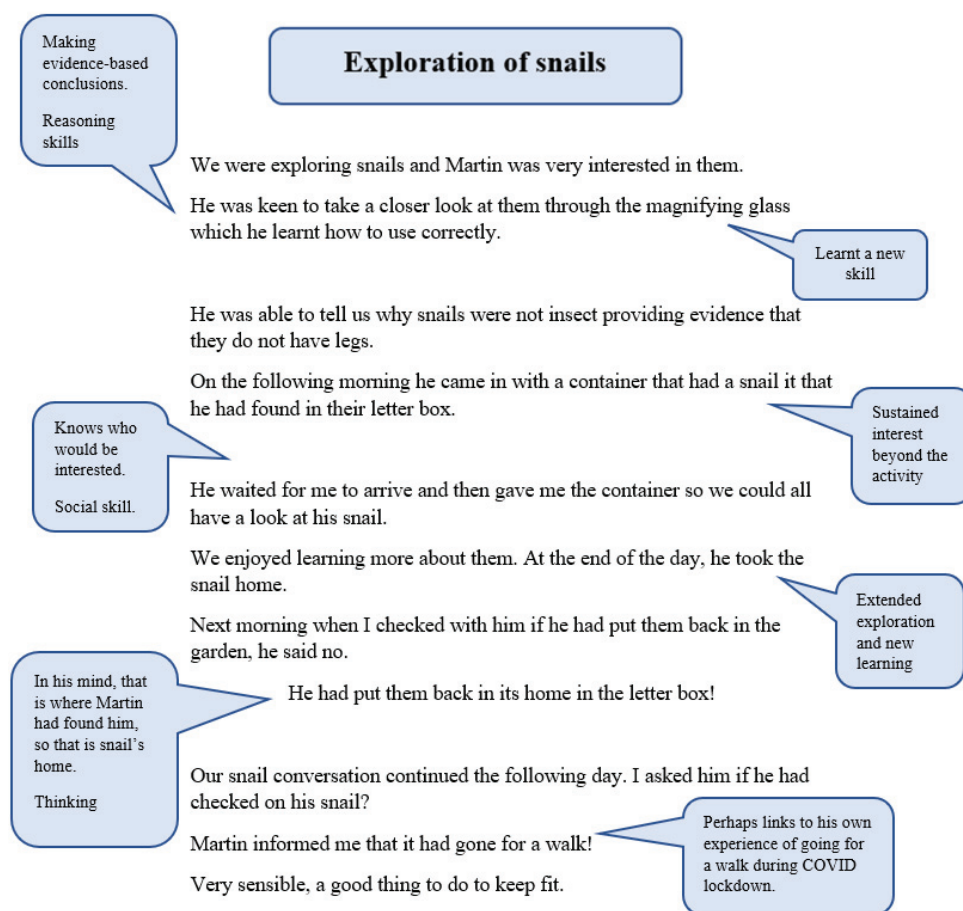 Making
evidence-based
conclusions.
Reasoning
skills
Exploration of snails
We were exploring snails and Martin was very interested in them.
He was keen to take a closer look at them through the magnifying glass
which he learnt how to use correctly.
Learnt a new
skill
He was able to tell us why snails were not insect providing evidence that
they do not have legs.
On the following morning he came in with a container that had a snail it that
he had found in their letter box.
Sustained
interest
beyond the
activity
Knows who
would be
interested.
Social skill.
He waited for me to arrive and then gave me the container so we could all
have a look at his snail.
We enjoyed learning more about them. At the end of the day, he took the
snail home.
Extended
exploration
and new
learning
Next morning when I checked with him if he had put them back in the
garden, he said no.
In his mind, that
is where Martin
had found him,
so that is snail's
home.
Thinking
He had put them back in its home in the letter box!
Our snail conversation continued the following day. I asked him if he had
checked on his snail?
Martin informed me that it had gone for a walk!
Perhaps links to his own
experience of going for
a walk during COVID
lockdown.
Very sensible, a good thing to do to keep fit.